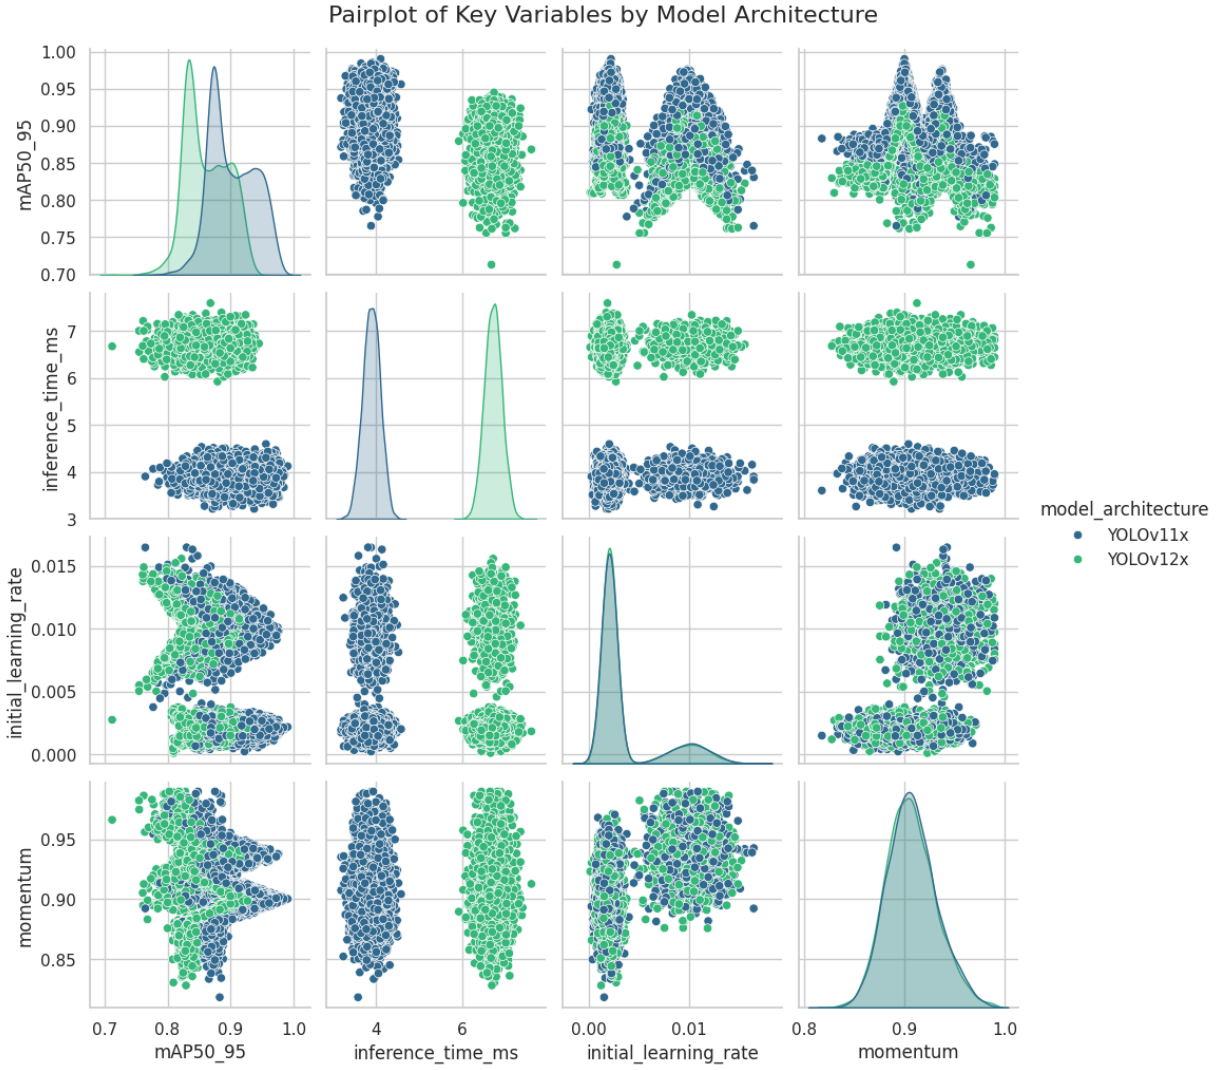 Pairplot of Key Variables by Model Architecture
mAP50_95
1.00
0.95
0.90
0.85
0.80
0.75
0.70
inference_time_ms
7
6
5
4
3
model_architecture
YOLOv11x
YOLOv12x
initial_learning_rate
0.015
0.010
0.005
0.000
momentum
0.95
0.90
0.85
0.7 0.8 0.9 1.0
4 6
0.00 0.01
0.8 0.9 1.0
mAP50_95
inference_time_ms
initial_learning_rate
momentum